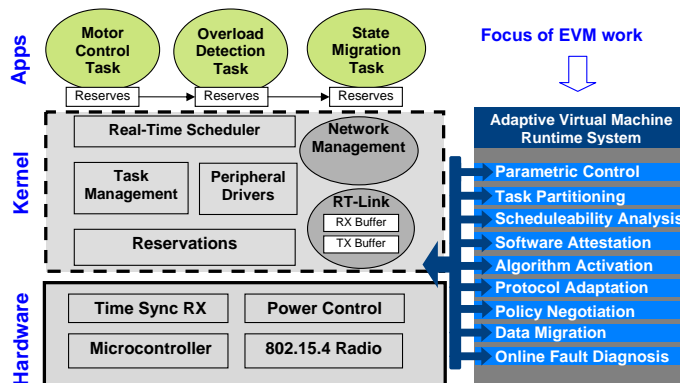 Apps
Motor
Control
Task
Overload
Detection
Task
State
Migration
Task
Reserves
Reserves
Reserves
Kernel
Real-Time Scheduler
Network
Management
Task
Management
Peripheral
Drivers
RT-Link
RX Buffer
TX Buffer
Reservations
Hardware
Time Sync RX
Power Control
Microcontroller
802.15.4 Radio
Focus of EVM work
Adaptive Virtual Machine
Runtime System
Parametric Control
Task Partitioning
Scheduleability Analysis
Software Attestation
Algorithm Activation
Protocol Adaptation
Policy Negotiation
Data Migration
Online Fault Diagnosis